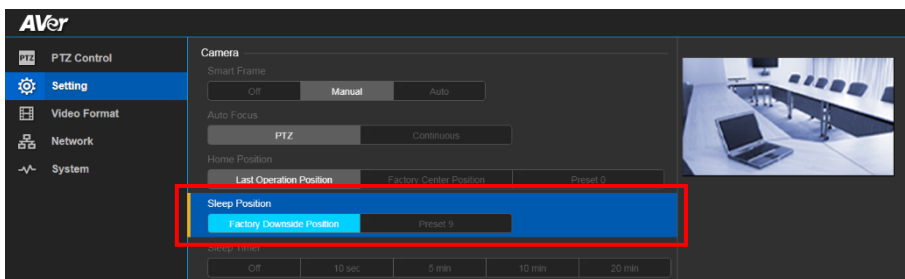 AVer
PTZ PTZ Control
Setting
Video Format
Network
System
Camera
Smart Frame
Off Manual Auto
Auto Focus
PTZ Continuous
Home Position
Last Operation Position Factory Center Position Preset 0
Sleep Position
Factory Downside Position Preset 9
Sleep Timer
Off 10 sec 5 min 10 min 20 min